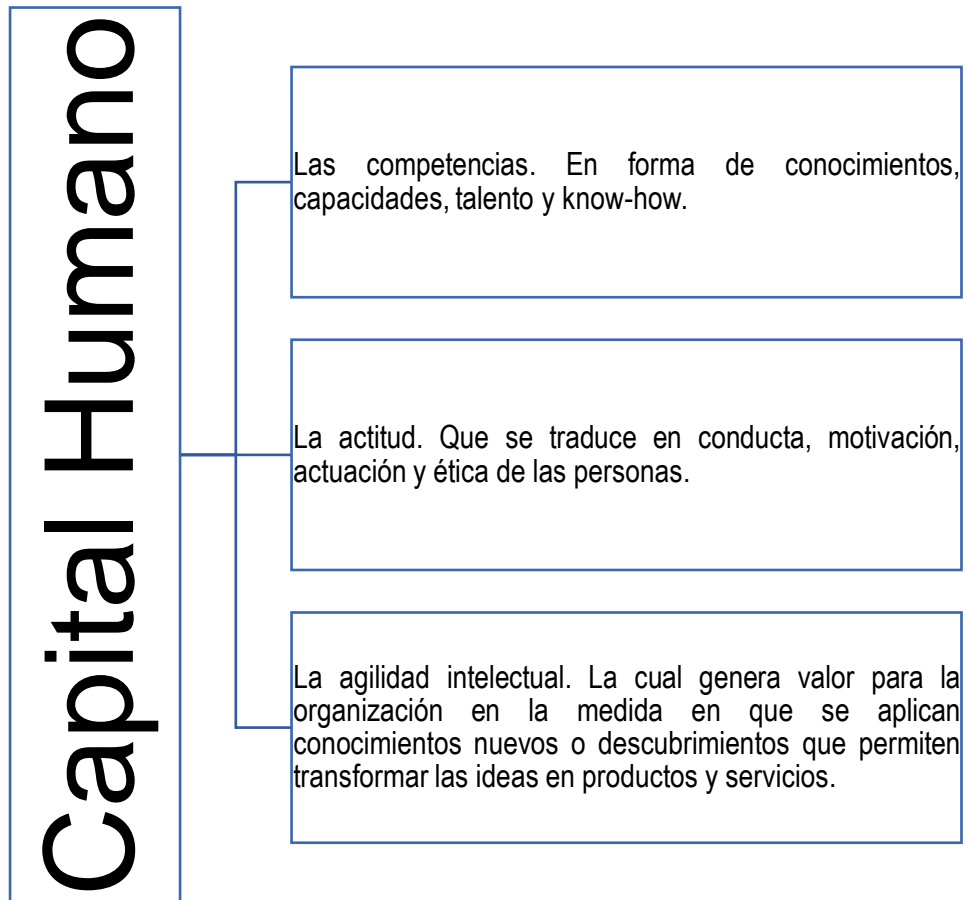 Capital Humano
Las competencias. En forma de conocimientos,
capacidades, talento y know-how.
La actitud. Que se traduce en conducta, motivación,
actuación y ética de las personas.
La agilidad intelectual. La cual genera valor para la
organización en la medida en que se aplican
conocimientos nuevos o descubrimientos que permiten
transformar las ideas en productos y servicios.